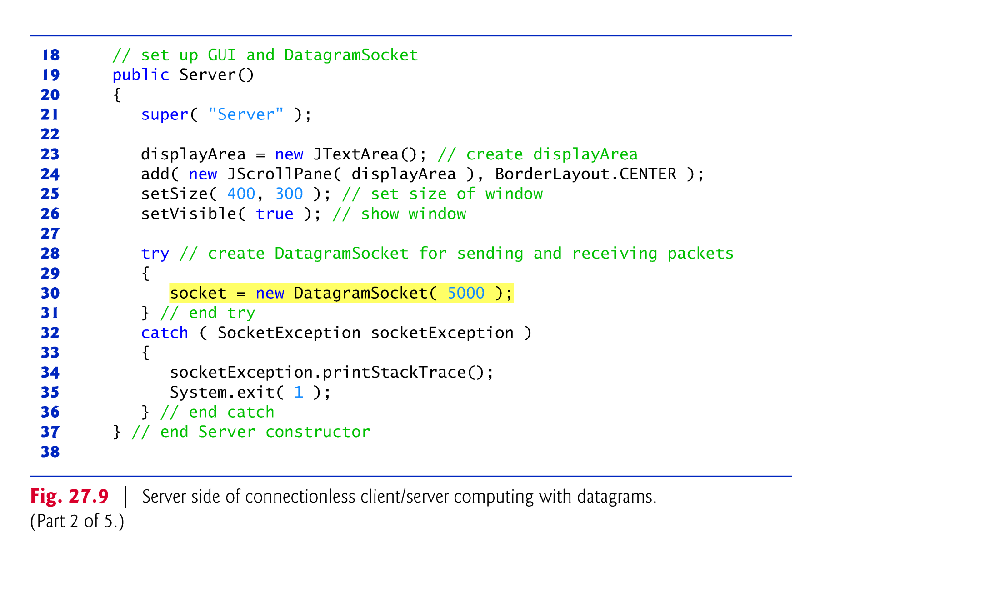 18 // set up GUI and DatagramSocket
19 public Server()
20 {
21 super( "Server" );
22
23 displayArea = new JTextArea(); // create displayArea
24 add( new JScrollPane( displayArea ), BorderLayout.CENTER );
25 setSize( 400, 300 ); // set size of window
26 setVisible( true ); // show window
27
28 try // create DatagramSocket for sending and receiving packets
29 {
30 socket = new DatagramSocket( 5000 );
31 } // end try
32 catch ( SocketException socketException )
33 {
34 socketException.printStackTrace();
35 System.exit( 1 );
36 } // end catch
37 } // end Server constructor
38
Fig. 27.9 | Server side of connectionless client/server computing with datagrams.
(Part 2 of 5.)